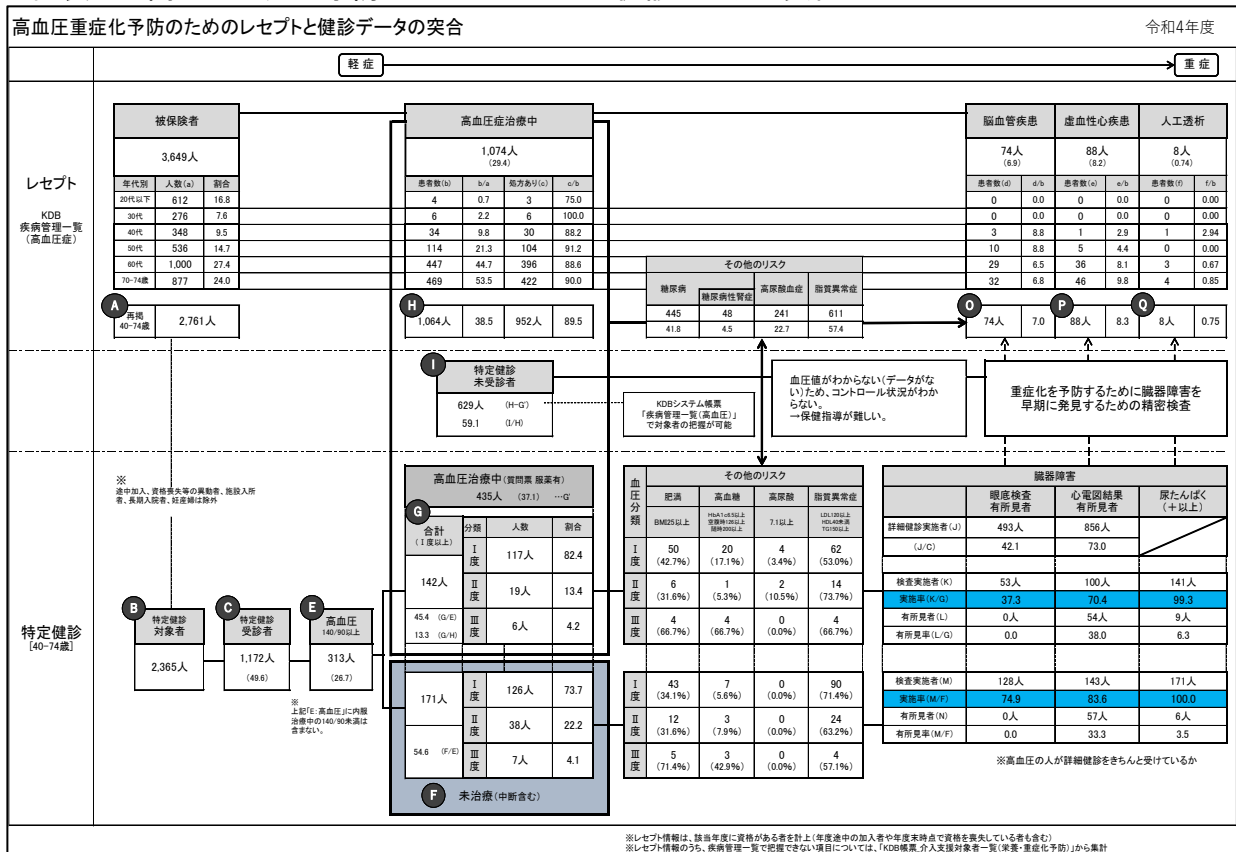 高血圧重症化予防のためのレセプトと健診データの突合
令和4年度
軽症
重症
レセプト
KDB
疾病管理一覧
(高血圧症)
被保険者
3,649人
年代別 人数(a) 割合
20代以下 612 16.8
30代 276 7.6
40代 348 9.5
50代 536 14.7
60代 1,000 27.4
70-74歳 877 24.0
A
再掲
40-74歳
2,761人
高血圧症治療中
1,074人
(29.4)
患者数(b) b/a 処方あり(c) c/b
4 0.7 3 75.0
6 2.2 6 100.0
34 9.8 30 88.2
114 21.3 104 91.2
447 44.7 396 88.6
469 53.5 422 90.0
H
1,064人 38.5 952人 89.5
その他のリスク
糖尿病 糖尿病性腎症 高尿酸血症 脂質異常症
445 48 241 611
41.8 4.5 22.7 57.4
脳血管疾患 虚血性心疾患 人工透析
74人 88人 8人
(6.9) (8.2) (0.74)
患者数(d) d/b 患者数(e) e/b 患者数(f) f/b
0 0.0 0 0.0 0 0.00
0 0.0 0 0.0 0 0.00
3 8.8 1 2.9 1 2.94
10 8.8 5 4.4 0 0.00
29 6.5 36 8.1 3 0.67
32 6.8 46 9.8 4 0.85
O P Q
74人 7.0 88人 8.3 8人 0.75
I
特定健診
未受診者
629人 (H-G')
59.1 (I/H)
KDBシステム帳票
「疾病管理一覧(高血圧)」
で対象者の把握が可能
血圧値がわからない(データがな
い)ため、コントロール状況がわか
らない。
→保健指導が難しい。
重症化を予防するために臓器障害を
早期に発見するための精密検査
特定健診
[40-74歳]
※
途中加入、資格喪失等の異動者、施設入所
者、長期入院者、妊産婦は除外
B
特定健診
対象者
2,365人
C
特定健診
受診者
1,172人
(49.6)
E
高血圧
140/90以上
313人
(26.7)
※
上記「E:高血圧」に内服
治療中の140/90未満は
含まない。
高血圧治療中(質問票 服薬有)
435人 (37.1) …G'
G
合計
(Ⅰ度以上)
分類 人数 割合
142人
45.4 (G/E)
13.3 (G/H)
Ⅰ度 117人 82.4
Ⅱ度 19人 13.4
Ⅲ度 6人 4.2
171人
54.6 (F/E)
Ⅰ度 126人 73.7
Ⅱ度 38人 22.2
Ⅲ度 7人 4.1
F 未治療(中断含む)
血圧分類
その他のリスク
肥満 高血糖 高尿酸 脂質異常症
BMI25以上
HbA1c6.5以上
空腹時126以上
随時200以上
7.1以上
LDL120以上
HDL40未満
TG150以上
Ⅰ度 50 20 4 62
(42.7%) (17.1%) (3.4%) (53.0%)
Ⅱ度 6 1 2 14
(31.6%) (5.3%) (10.5%) (73.7%)
Ⅲ度 4 4 0 4
(66.7%) (66.7%) (0.0%) (66.7%)
Ⅰ度 43 7 0 90
(34.1%) (5.6%) (0.0%) (71.4%)
Ⅱ度 12 3 0 24
(31.6%) (7.9%) (0.0%) (63.2%)
Ⅲ度 5 3 0 4
(71.4%) (42.9%) (0.0%) (57.1%)
臓器障害
眼底検査
有所見者
心電図結果
有所見者
尿たんぱく
(+以上)
詳細健診実施者(J) 493人 856人
(J/C) 42.1 73.0
検査実施者(K) 53人 100人 141人
実施率(K/G) 37.3 70.4 99.3
有所見者(L) 0人 54人 9人
有所見率(L/G) 0.0 38.0 6.3
検査実施者(M) 128人 143人 171人
実施率(M/F) 74.9 83.6 100.0
有所見者(N) 0人 57人 6人
有所見率(M/F) 0.0 33.3 3.5
※高血圧の人が詳細健診をきちんと受けているか
※レセプト情報は、該当年度に資格がある者を計上(年度途中の加入者や年度末時点で資格を喪失している者も含む)
※レセプト情報のうち、疾病管理一覧で把握できない項目については、「KDB帳票_介入支援対象者一覧(栄養・重症化予防)」から集計